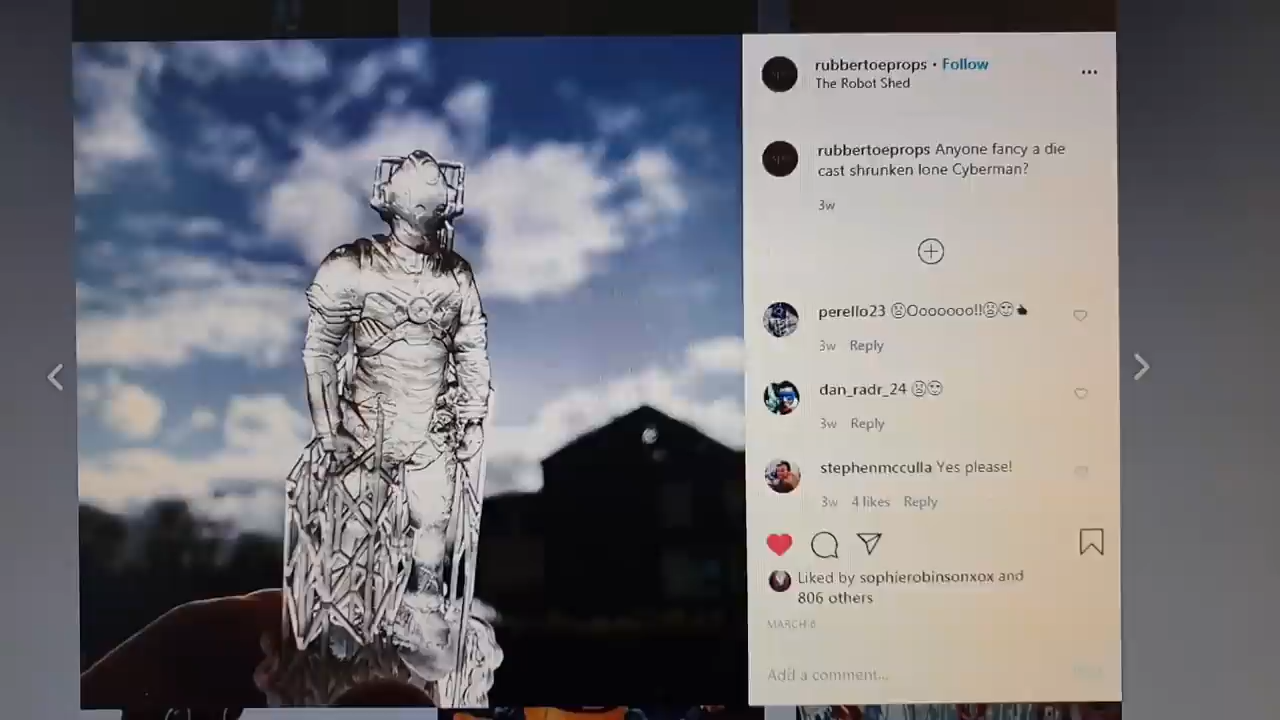 rubbertoeprops • Follow
The Robot Shed
rubbertoeprops Anyone fancy a die
cast shrunken lone Cyberman?
3w
perello23 Ooooooo!!
3w Reply
dan_radr_24
3w Reply
stephenmcculla Yes please!
3w 4 likes Reply
Liked by sophierobinsonxox and
806 others
MARCH 6
Add a comment...